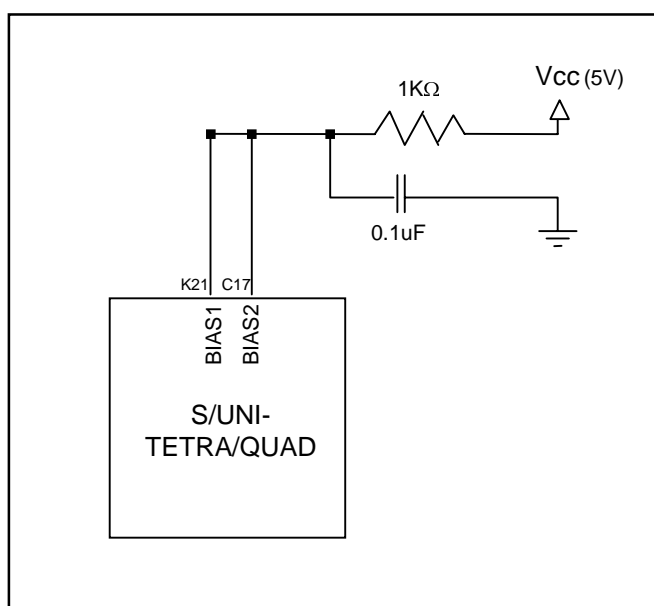 Vcc (5V)
1KΩ
0.1uF
K21 C17
BIAS1
BIAS2
S/UNI-
TETRA/QUAD